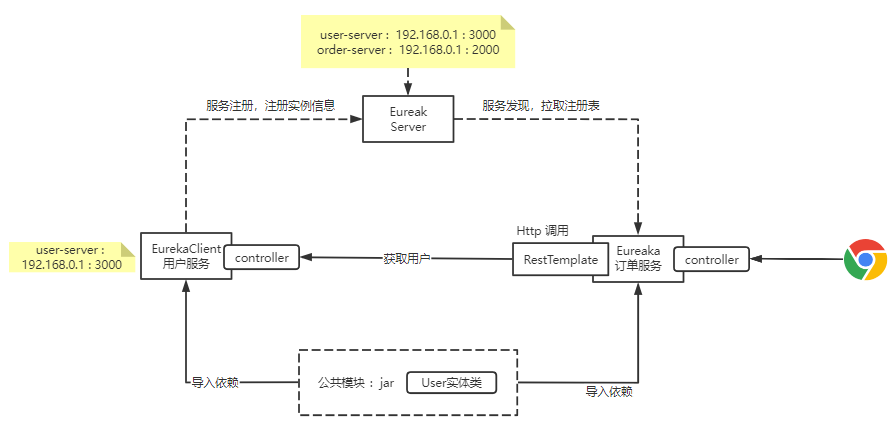 user-server : 192.168.0.1 : 3000
order-server : 192.168.0.1 : 2000
服务注册，注册实例信息
Eureak
Server
服务发现，拉取注册表
user-server :
192.168.0.1 : 3000
EurekaClient
用户服务
controller
获取用户
Http 调用
RestTemplate
Eureaka
订单服务
controller
导入依赖
公共模块 : jar
User实体类
导入依赖